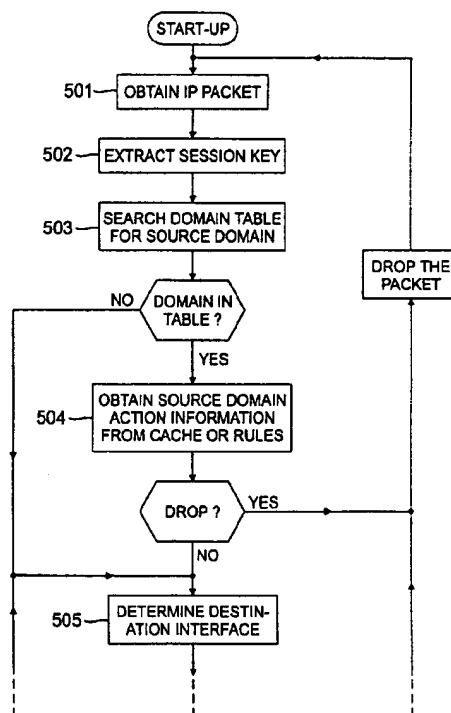 START-UP
501
OBTAIN IP PACKET
502
EXTRACT SESSION KEY
503
SEARCH DOMAIN TABLE
FOR SOURCE DOMAIN
DROP THE
PACKET
NO
DOMAIN IN
TABLE ?
YES
504
OBTAIN SOURCE DOMAIN
ACTION INFORMATION
FROM CACHE OR RULES
DROP ?
YES
NO
505
DETERMINE DESTIN-
ATION INTERFACE